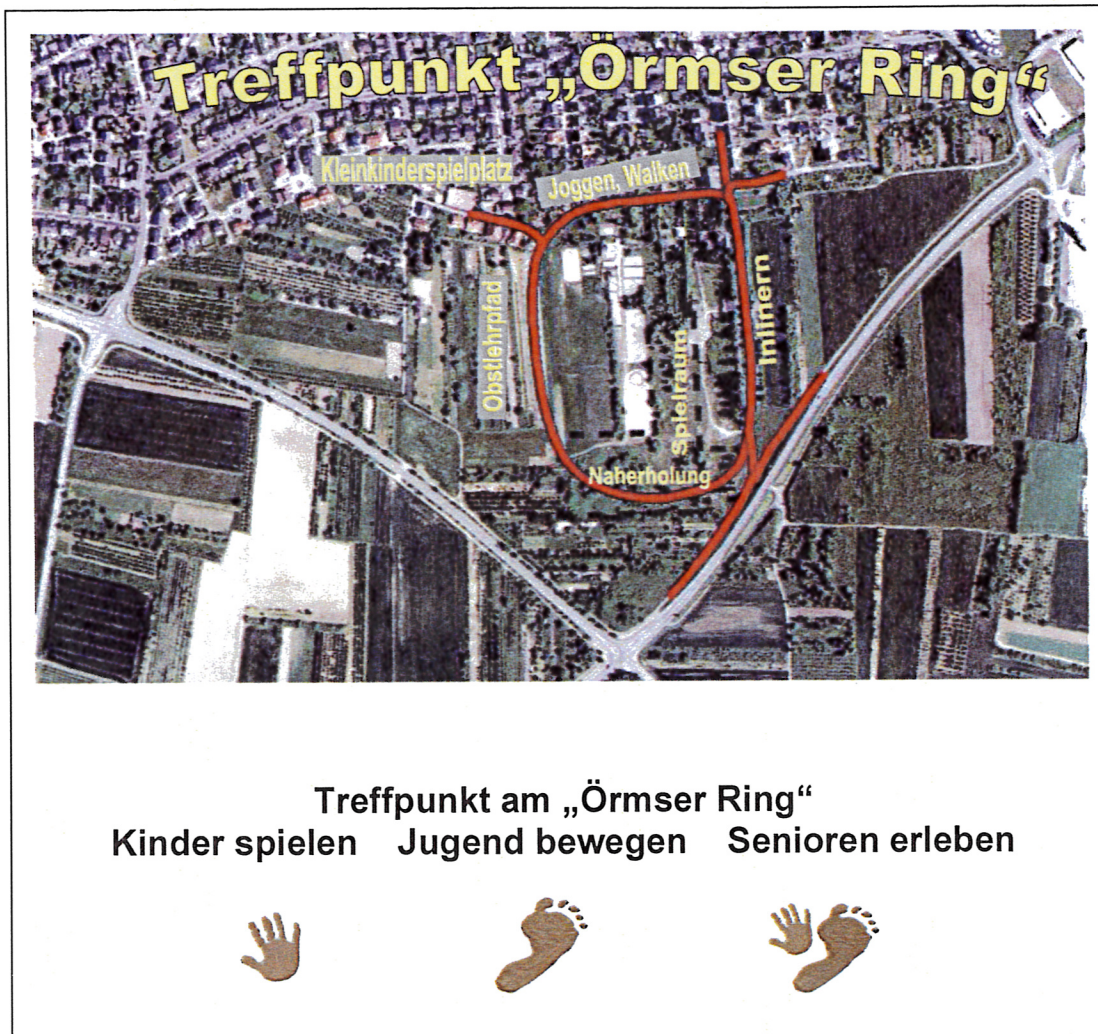 Treffpunkt „Örmser Ring“
Kleinkinderspielplatz
Joggen, Walken
Obstlehrpfad
Spielraum
Inlinern
Naherholung
Treffpunkt am „Örmser Ring“
Kinder spielen Jugend bewegen Senioren erleben